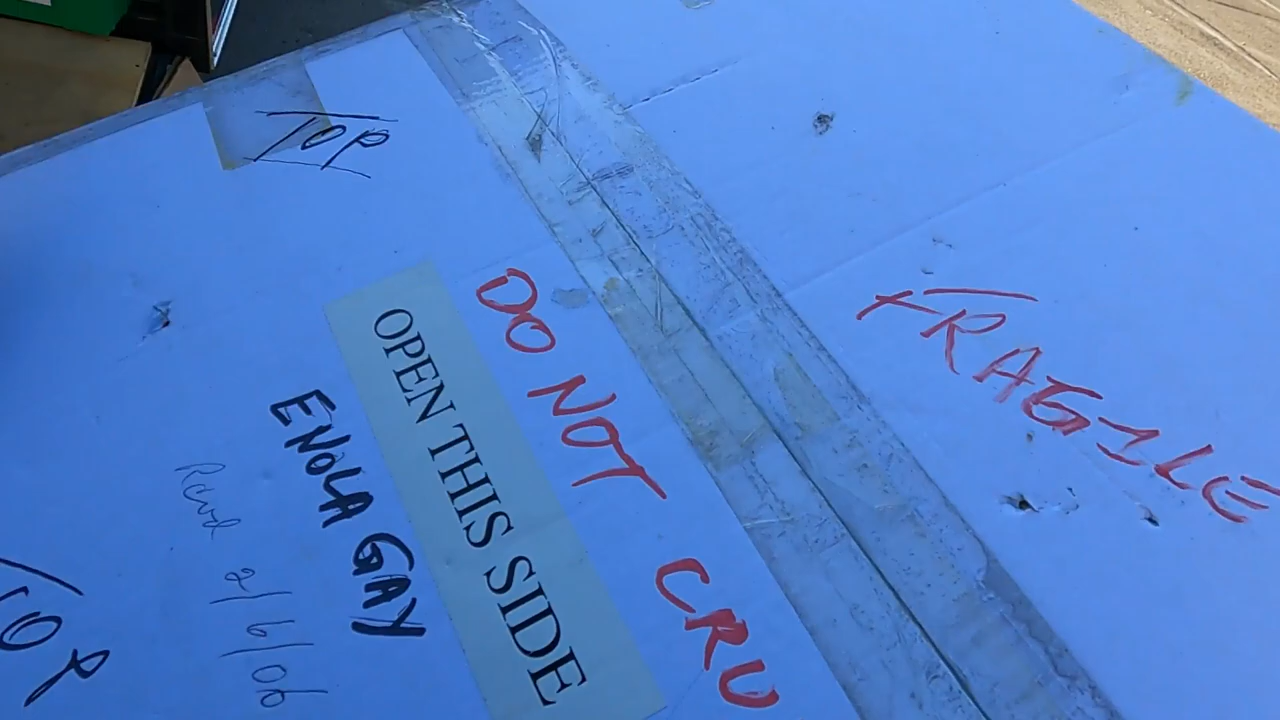 TOP
FRAGILE
DO NOT CRU
OPEN THIS SIDE
ENOLA GAY
Rcvd 2/6/06
TOP